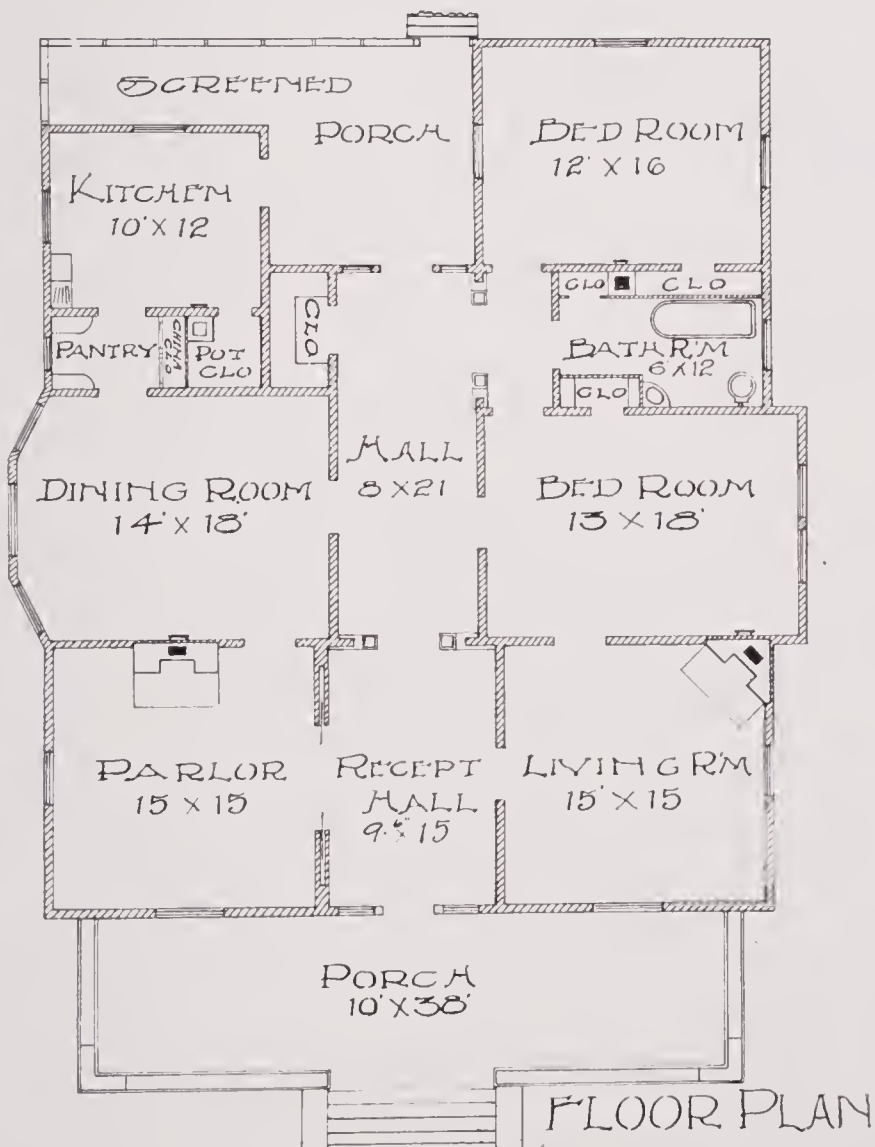 SCREENED
PORCH
BED ROOM
12' X 16
KITCHEN
10' X 12
CLO
CLO
CLO
PANTRY
CHINA
CLO
POT
CLO
BATH R'M
6' X 12
CLO
HALL
8 X 21
DINING ROOM
14' X 18'
BED ROOM
13 X 18'
PARLOR
15 X 15
RECEPT
HALL
9'-6" X 15
LIVING R'M
15' X 15
PORCH
10' X 38'
FLOOR PLAN